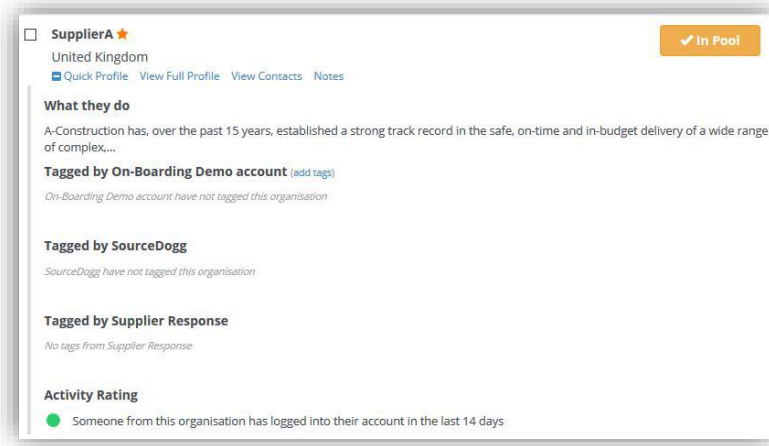 SupplierA
In Pool
United Kingdom
Quick Profile View Full Profile View Contacts Notes
What they do
A-Construction has, over the past 15 years, established a strong track record in the safe, on-time and in-budget delivery of a wide range
of complex,...
Tagged by On-Boarding Demo account (add tags)
On-Boarding Demo account have not tagged this organisation
Tagged by SourceDogg
SourceDogg have not tagged this organisation
Tagged by Supplier Response
No tags from Supplier Response
Activity Rating
Someone from this organisation has logged into their account in the last 14 days